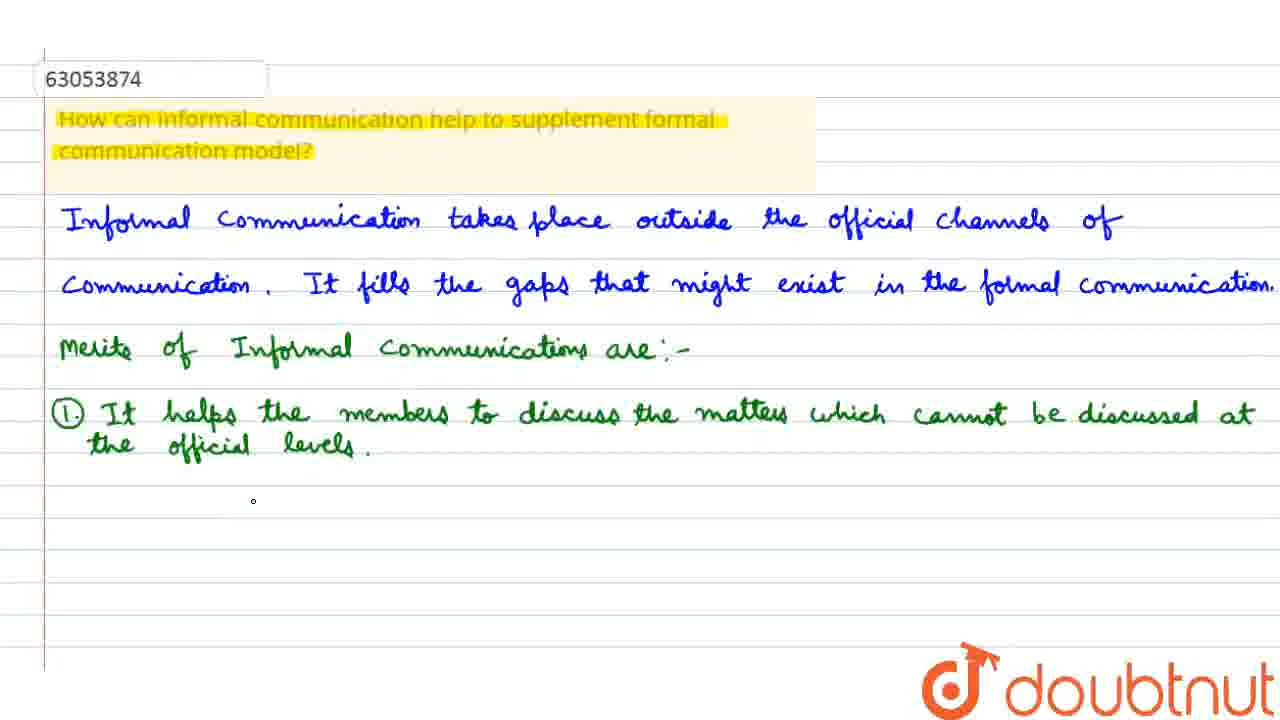 63053874
How can informal communication help to supplement formal
communication model?
Informal Communication takes place outside the official channels of
Communication. It fills the gaps that might exist in the formal communication.
Merits of Informal Communications are:-
1. It helps the members to discuss the matters which cannot be discussed at
the official levels.
doubtnut